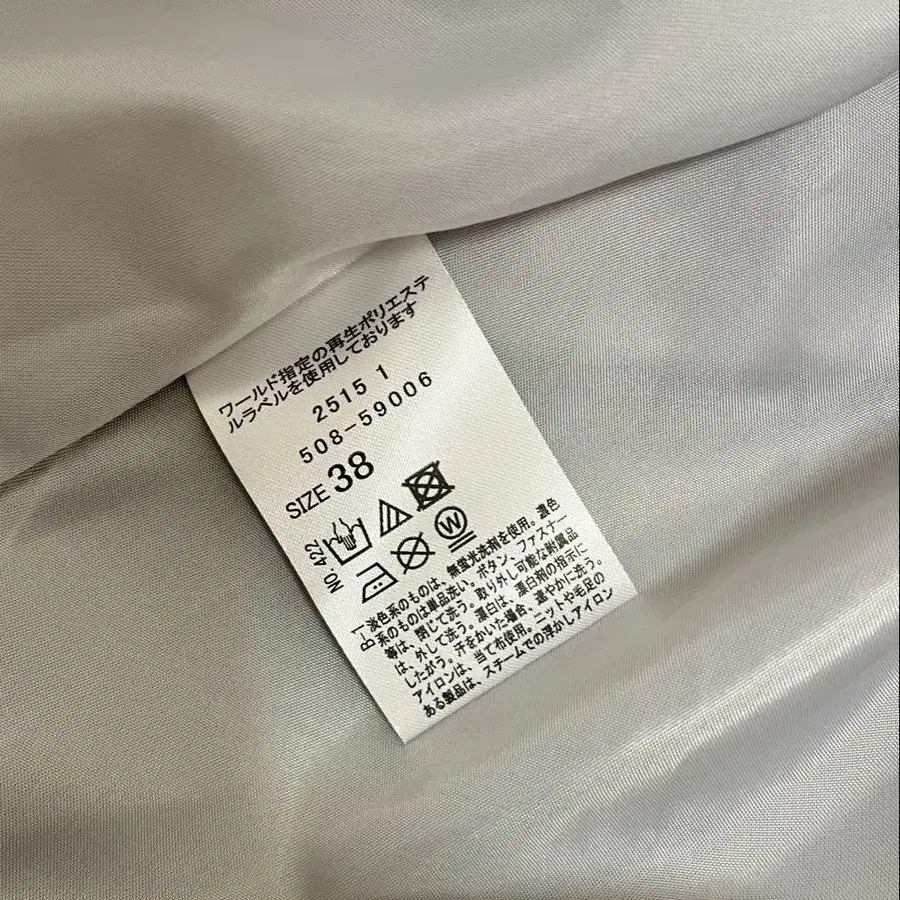 ワールド指定の再生ポリエステ
ルラベルを使用しております
2515 1
508-59006
SIZE 38
NO.422
W
B-1 淡色系のものは、無蛍光洗剤を使用。濃色
系のものは単品洗い。ボタン、ファスナー
等は、閉じて洗う。取り外し可能な附属品
は、外して洗う。漂白は、漂白剤の指示に
したがう。汗をかいた場合、速やかに洗う。
アイロンは、当て布使用。ニットや毛足の
ある製品は、スチームでの浮かしアイロン